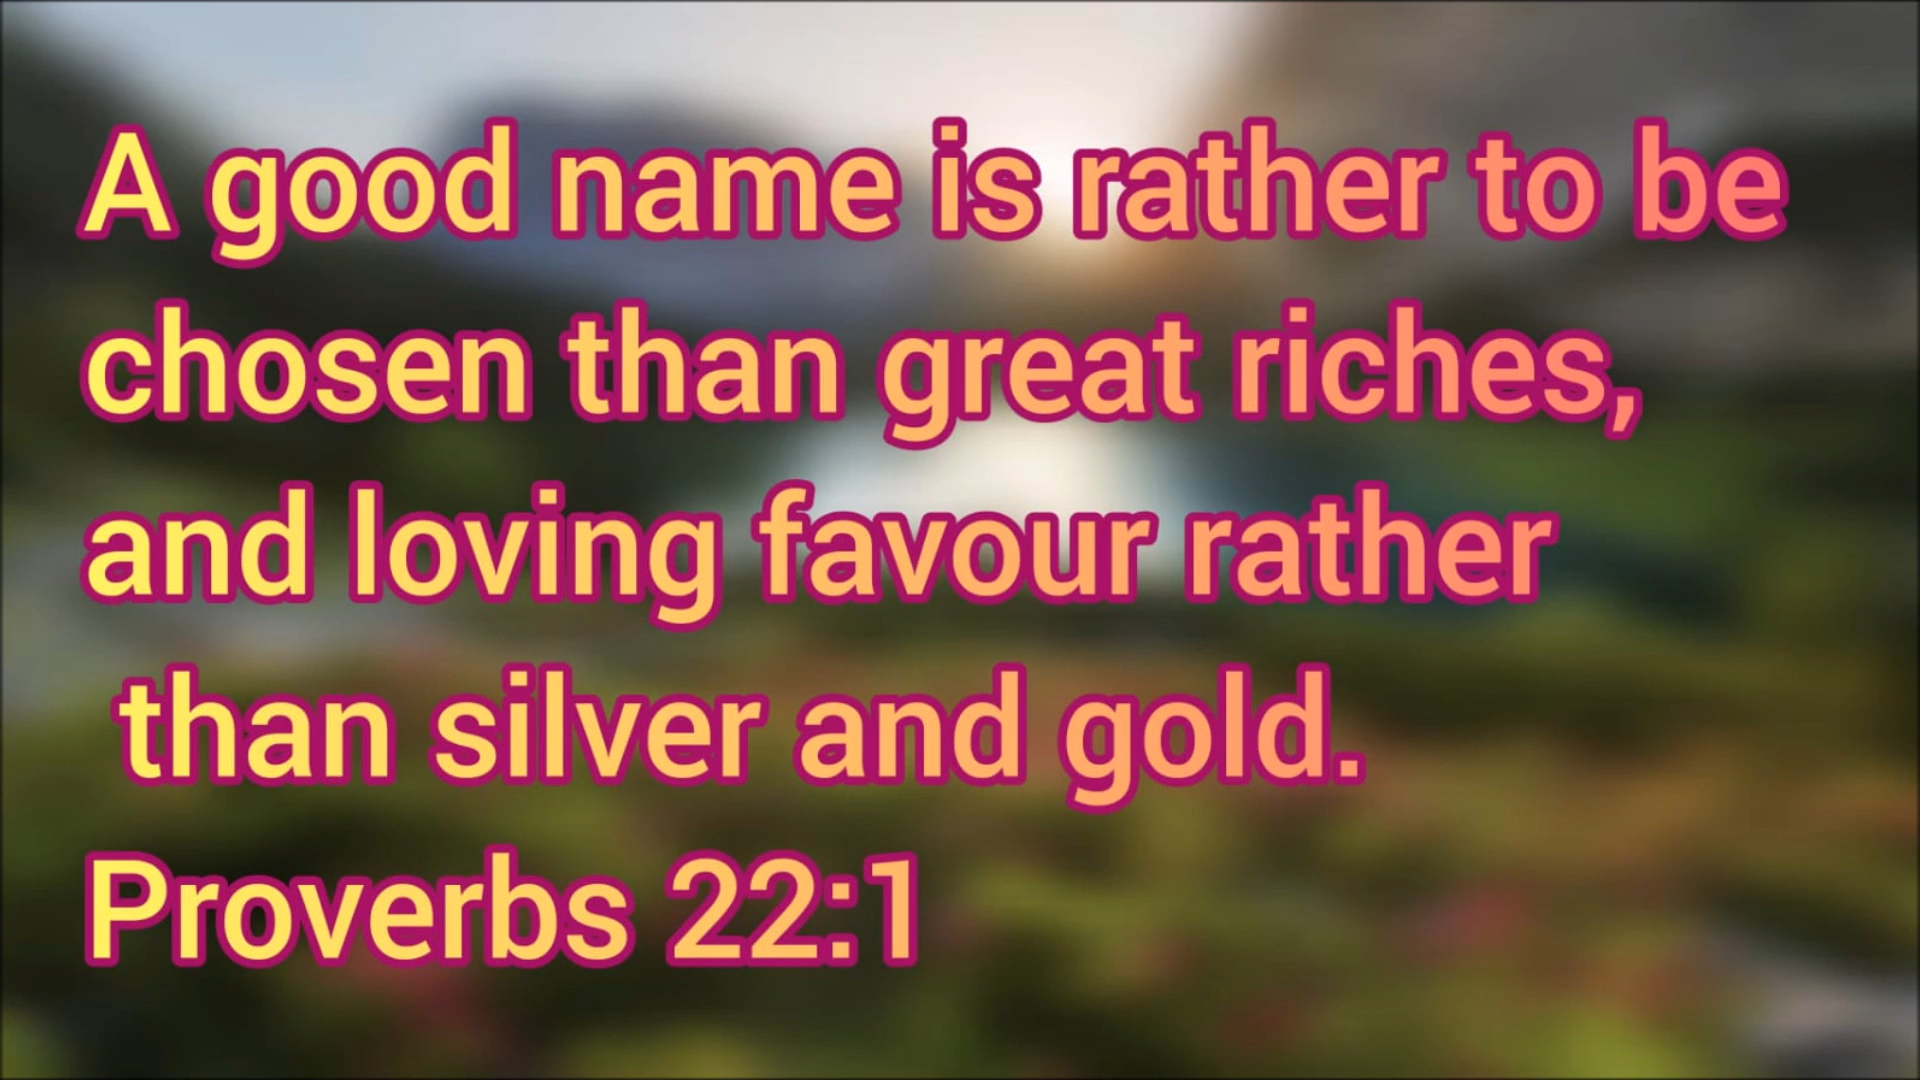 A good name is rather to be
chosen than great riches,
and loving favour rather
than silver and gold.
Proverbs 22:1